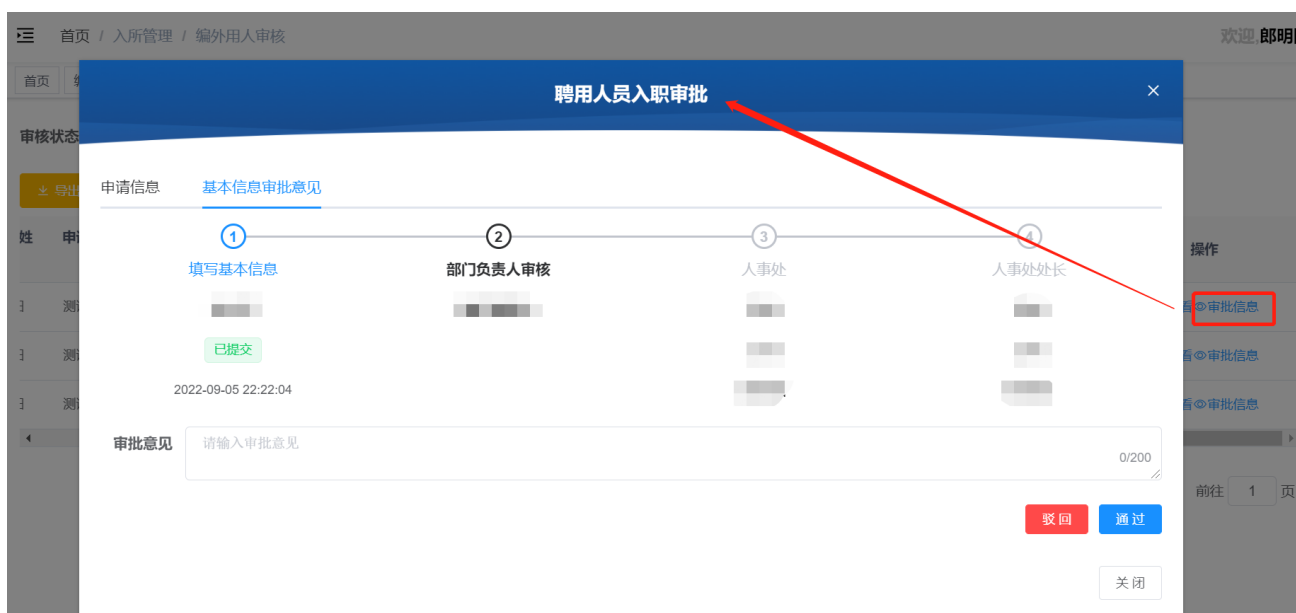 首页 / 入所管理 / 编外用人审核
欢迎,郎明
首页
聘用人员入职审批
审核状态
导出
申请信息 基本信息审批意见
姓
1 2 3 4
操作
填写基本信息 部门负责人审核 人事处 人事处处长
审批信息
已提交
审批信息
2022-09-05 22:22:04
审批信息
审批意见 请输入审批意见
0/200
前往 1 页
驳回 通过
关闭